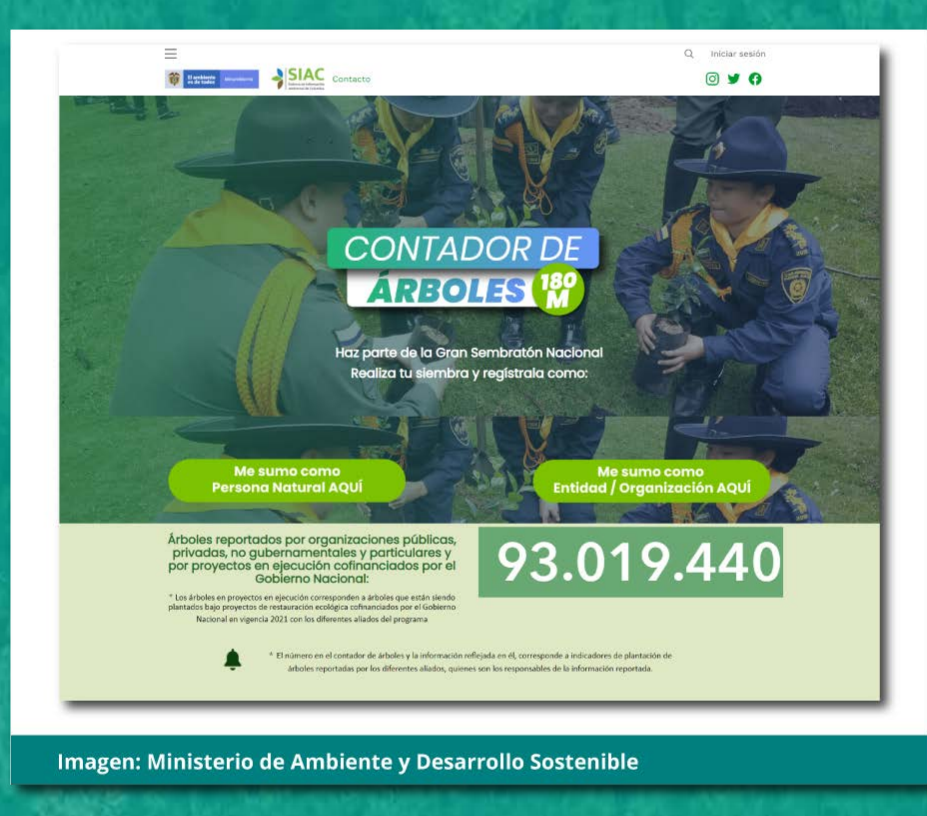 Iniciar sesión
El ambiente
es de todos
Minambiente
SIAC
Contacto
CONTADOR DE
ÁRBOLES 180
M
Haz parte de la Gran Sembratón Nacional
Realiza tu siembra y regístrala como:
Me sumo como
Persona Natural AQUÍ
Me sumo como
Entidad / Organización AQUÍ
Árboles reportados por organizaciones públicas,
privadas, no gubernamentales y particulares y
por proyectos en ejecución cofinanciados por el
Gobierno Nacional:
93.019.440
* Los árboles en proyectos en ejecución corresponden a árboles que están siendo
plantados bajo proyectos de restauración ecológica cofinanciados por el Gobierno
Nacional en vigencia 2021 con los diferentes aliados del programa
* El número en el contador de árboles y la información reflejada en él, corresponde a indicadores de plantación de
árboles reportadas por los diferentes aliados, quienes son los responsables de la información reportada.
Imagen: Ministerio de Ambiente y Desarrollo Sostenible